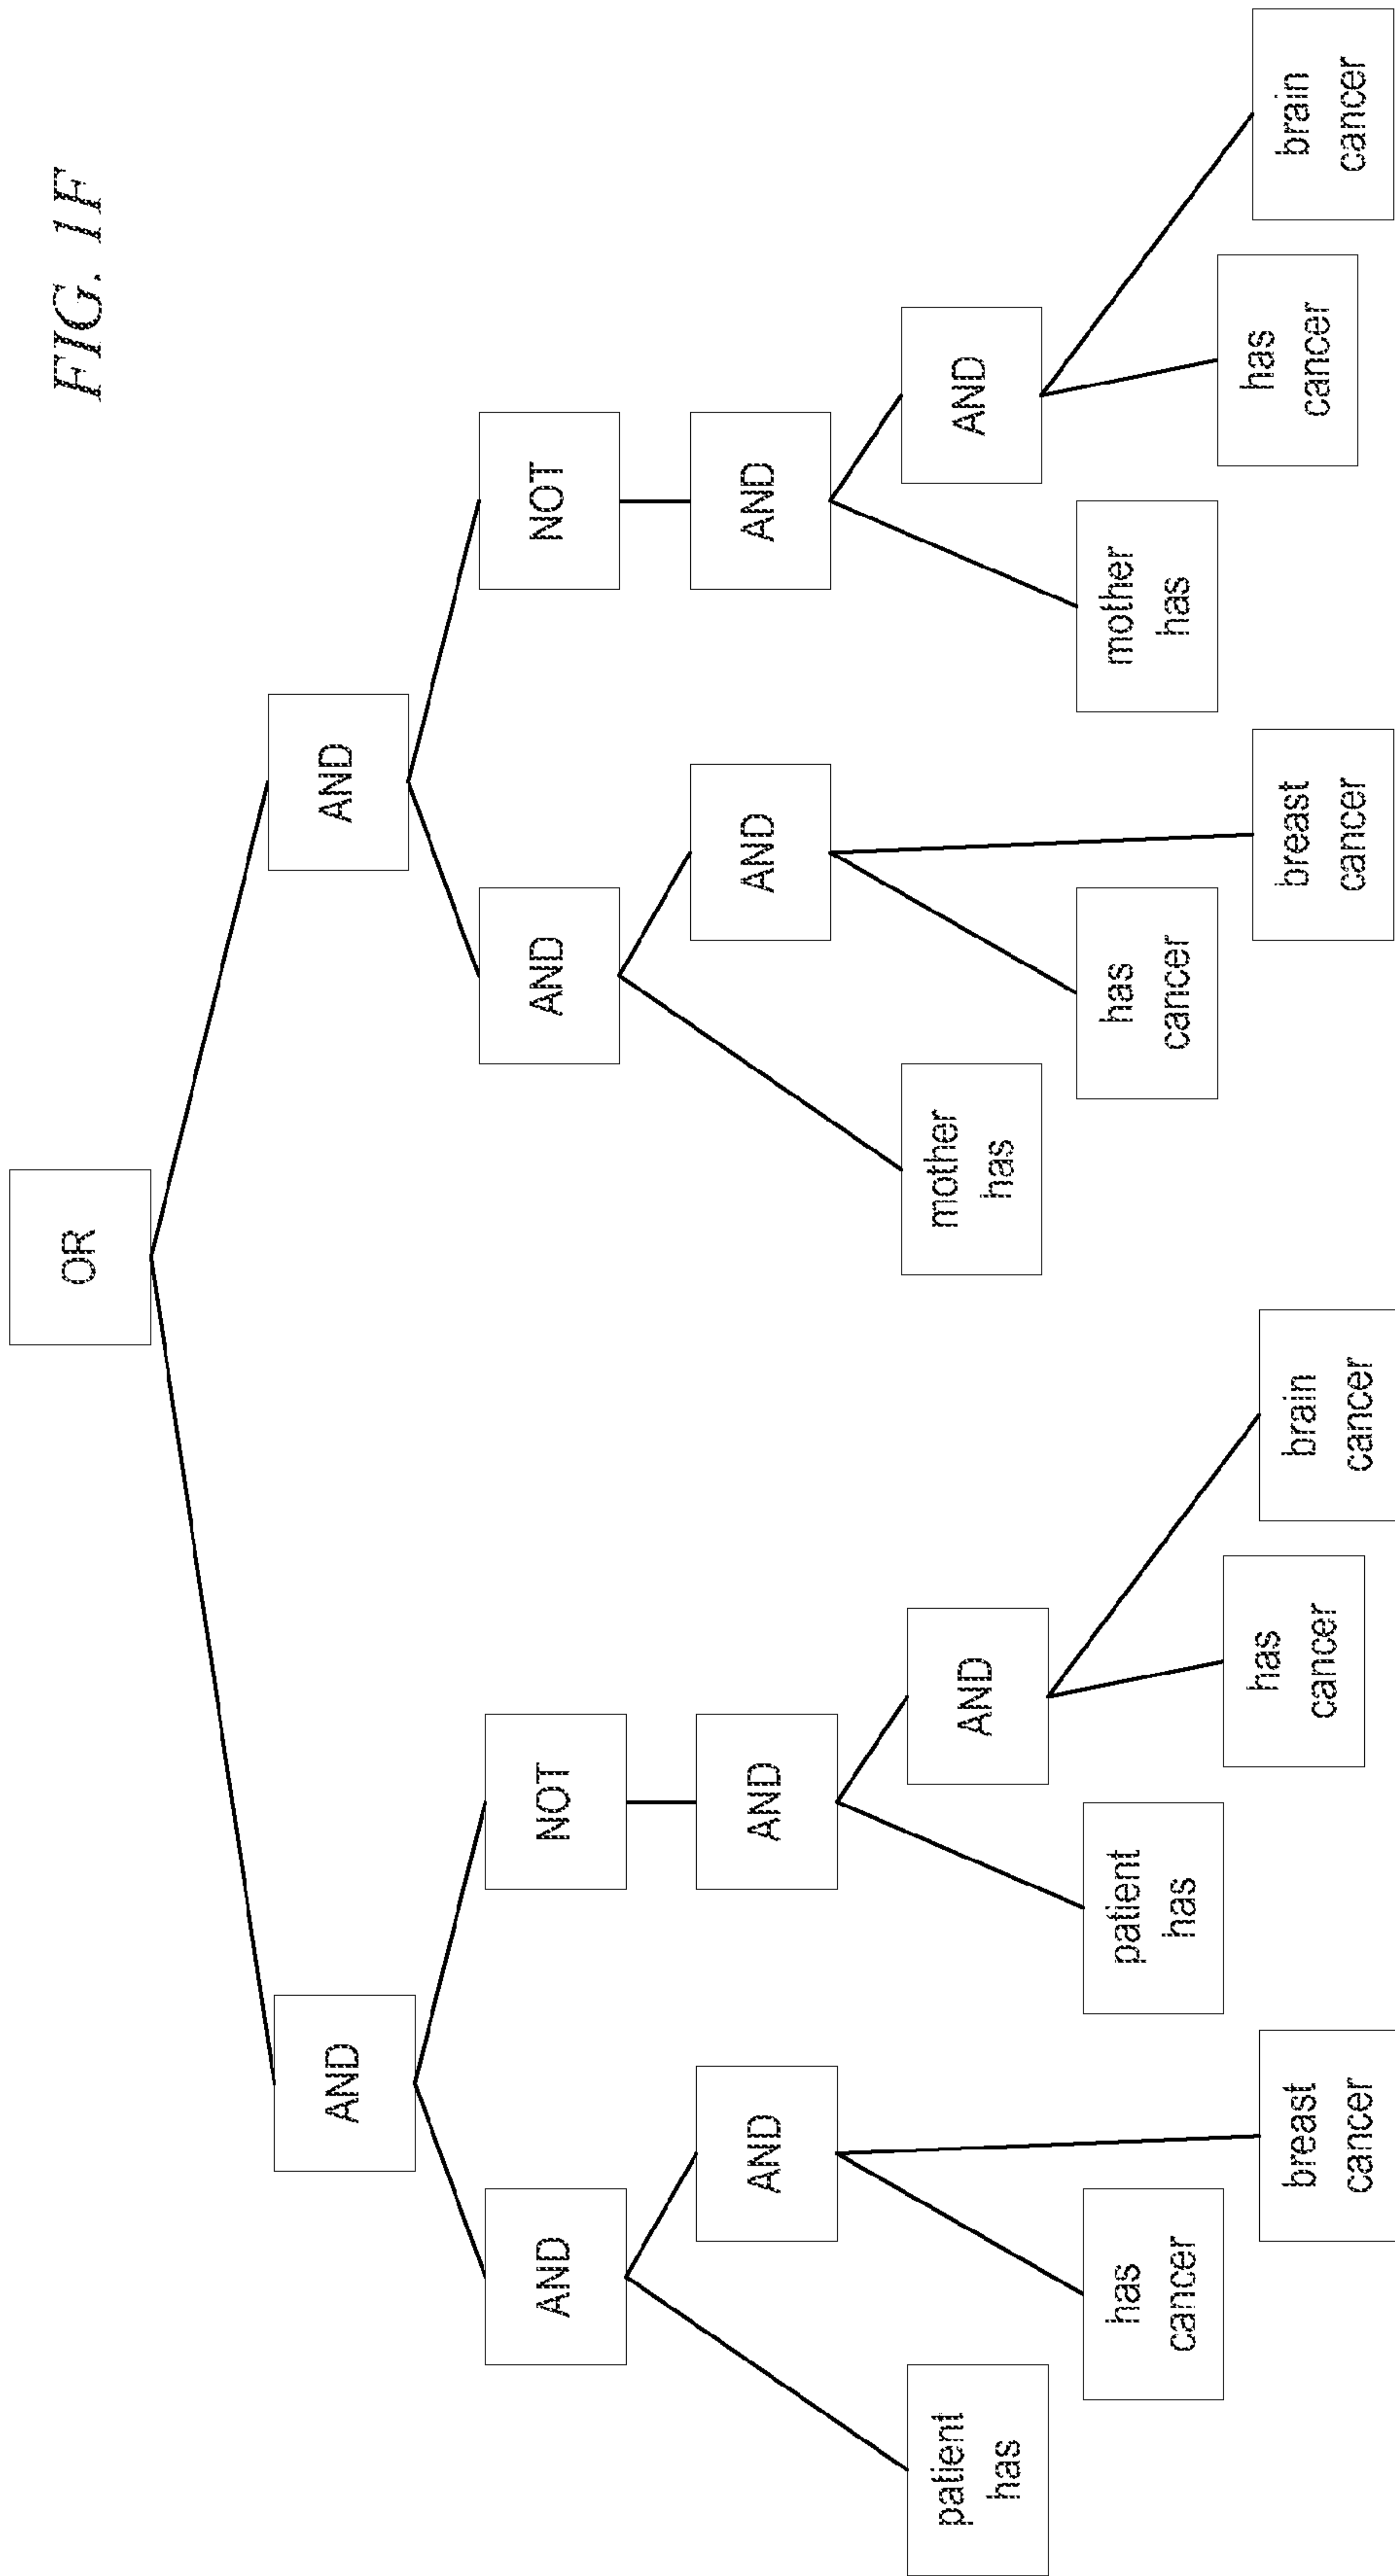 FIG. 1F
OR
AND
AND
AND
NOT
AND
NOT
AND
AND
AND
AND
patient
has
AND
mother
has
AND
has
cancer
patient
has
has
cancer
mother
has
breast
cancer
has
cancer
brain
cancer
breast
cancer
has
cancer
brain
cancer